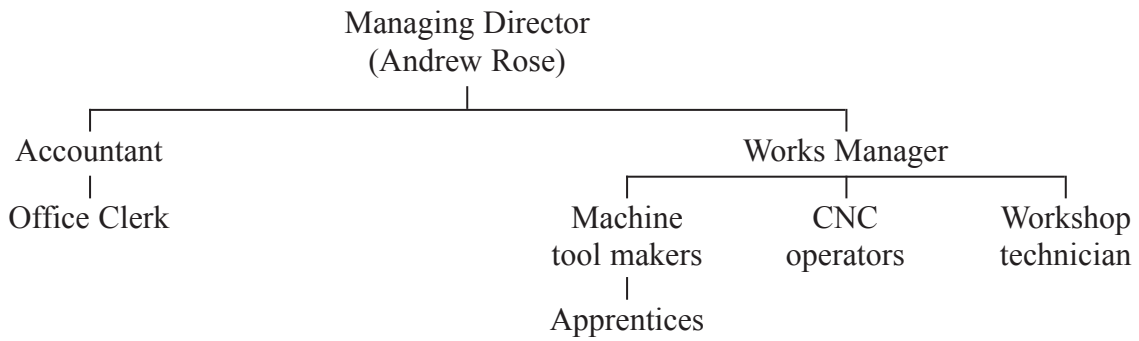 Managing Director
(Andrew Rose)
Accountant
Works Manager
Office Clerk
Machine
tool makers
CNC
operators
Workshop
technician
Apprentices